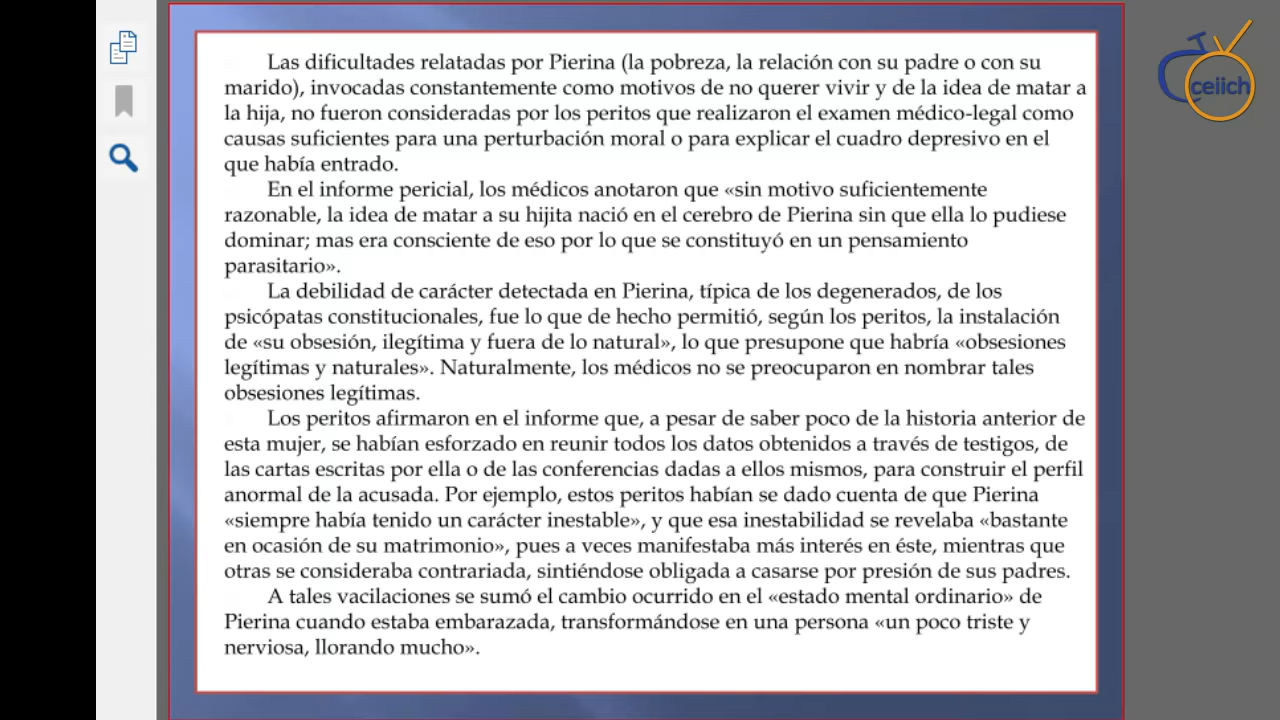 Las dificultades relatadas por Pierina (la pobreza, la relación con su padre o con su
marido), invocadas constantemente como motivos de no querer vivir y de la idea de matar a
la hija, no fueron consideradas por los peritos que realizaron el examen médico-legal como
causas suficientes para una perturbación moral o para explicar el cuadro depresivo en el
que había entrado.
En el informe pericial, los médicos anotaron que «sin motivo suficientemente
razonable, la idea de matar a su hijita nació en el cerebro de Pierina sin que ella lo pudiese
dominar; mas era consciente de eso por lo que se constituyó en un pensamiento
parasitario».
La debilidad de carácter detectada en Pierina, típica de los degenerados, de los
psicópatas constitucionales, fue lo que de hecho permitió, según los peritos, la instalación
de «su obsesión, ilegítima y fuera de lo natural», lo que presupone que habría «obsesiones
legítimas y naturales». Naturalmente, los médicos no se preocuparon en nombrar tales
obsesiones legítimas.
Los peritos afirmaron en el informe que, a pesar de saber poco de la historia anterior de
esta mujer, se habían esforzado en reunir todos los datos obtenidos a través de testigos, de
las cartas escritas por ella o de las conferencias dadas a ellos mismos, para construir el perfil
anormal de la acusada. Por ejemplo, estos peritos habían se dado cuenta de que Pierina
«siempre había tenido un carácter inestable», y que esa inestabilidad se revelaba «bastante
en ocasión de su matrimonio», pues a veces manifestaba más interés en éste, mientras que
otras se consideraba contrariada, sintiéndose obligada a casarse por presión de sus padres.
A tales vacilaciones se sumó el cambio ocurrido en el «estado mental ordinario» de
Pierina cuando estaba embarazada, transformándose en una persona «un poco triste y
nerviosa, llorando mucho».
ceiich